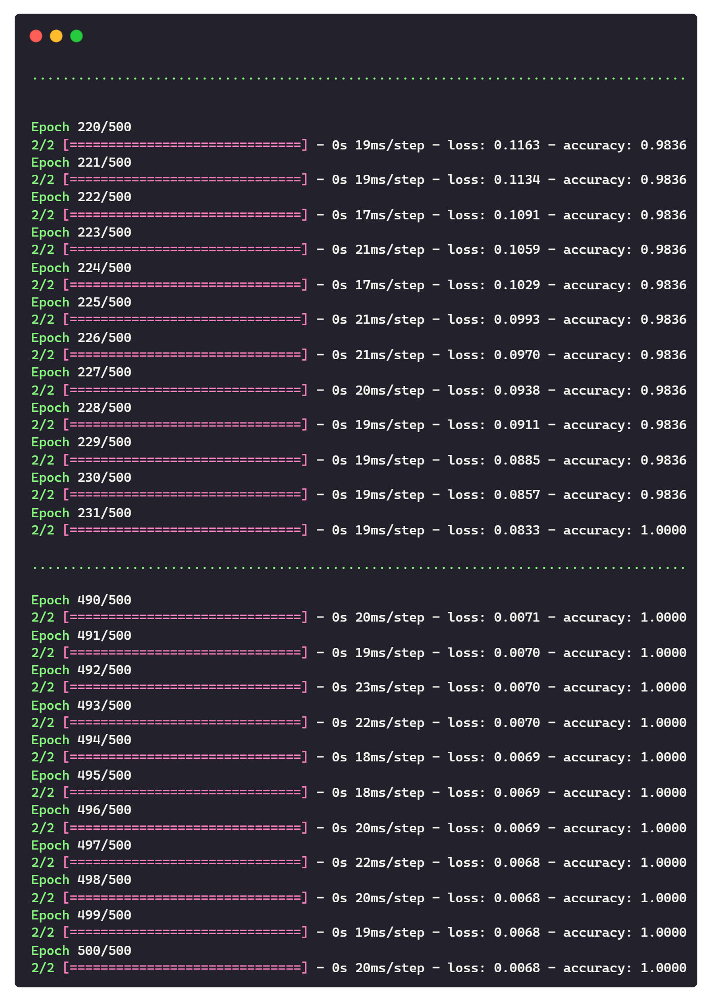 .....................................................................................
Epoch 220/500
2/2 [==============================] - 0s 19ms/step - loss: 0.1163 - accuracy: 0.9836
Epoch 221/500
2/2 [==============================] - 0s 19ms/step - loss: 0.1134 - accuracy: 0.9836
Epoch 222/500
2/2 [==============================] - 0s 17ms/step - loss: 0.1091 - accuracy: 0.9836
Epoch 223/500
2/2 [==============================] - 0s 21ms/step - loss: 0.1059 - accuracy: 0.9836
Epoch 224/500
2/2 [==============================] - 0s 17ms/step - loss: 0.1029 - accuracy: 0.9836
Epoch 225/500
2/2 [==============================] - 0s 21ms/step - loss: 0.0993 - accuracy: 0.9836
Epoch 226/500
2/2 [==============================] - 0s 21ms/step - loss: 0.0970 - accuracy: 0.9836
Epoch 227/500
2/2 [==============================] - 0s 20ms/step - loss: 0.0938 - accuracy: 0.9836
Epoch 228/500
2/2 [==============================] - 0s 19ms/step - loss: 0.0911 - accuracy: 0.9836
Epoch 229/500
2/2 [==============================] - 0s 19ms/step - loss: 0.0885 - accuracy: 0.9836
Epoch 230/500
2/2 [==============================] - 0s 19ms/step - loss: 0.0857 - accuracy: 0.9836
Epoch 231/500
2/2 [==============================] - 0s 19ms/step - loss: 0.0833 - accuracy: 1.0000
.....................................................................................
Epoch 490/500
2/2 [==============================] - 0s 20ms/step - loss: 0.0071 - accuracy: 1.0000
Epoch 491/500
2/2 [==============================] - 0s 19ms/step - loss: 0.0070 - accuracy: 1.0000
Epoch 492/500
2/2 [==============================] - 0s 23ms/step - loss: 0.0070 - accuracy: 1.0000
Epoch 493/500
2/2 [==============================] - 0s 22ms/step - loss: 0.0070 - accuracy: 1.0000
Epoch 494/500
2/2 [==============================] - 0s 18ms/step - loss: 0.0069 - accuracy: 1.0000
Epoch 495/500
2/2 [==============================] - 0s 18ms/step - loss: 0.0069 - accuracy: 1.0000
Epoch 496/500
2/2 [==============================] - 0s 20ms/step - loss: 0.0069 - accuracy: 1.0000
Epoch 497/500
2/2 [==============================] - 0s 22ms/step - loss: 0.0068 - accuracy: 1.0000
Epoch 498/500
2/2 [==============================] - 0s 20ms/step - loss: 0.0068 - accuracy: 1.0000
Epoch 499/500
2/2 [==============================] - 0s 19ms/step - loss: 0.0068 - accuracy: 1.0000
Epoch 500/500
2/2 [==============================] - 0s 20ms/step - loss: 0.0068 - accuracy: 1.0000